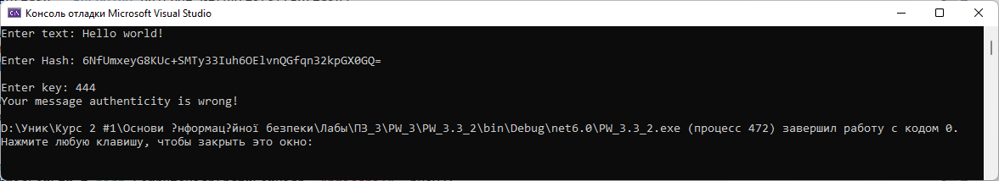 Консоль отладки Microsoft Visual Studio
Enter text: Hello world!
Enter Hash: 6NfUmxeyG8KUc+SMTy33Iuh6OElvnQGfqn32kpGX0GQ=
Enter key: 444
Your message authenticity is wrong!
D:\Уник\Курс 2 #1\Основи ?нформац?йної безпеки\Лабы\ПЗ_3\PW_3\PW_3.3_2\bin\Debug\net6.0\PW_3.3_2.exe (процесс 472) завершил работу с кодом 0.
Нажмите любую клавишу, чтобы закрыть это окно: